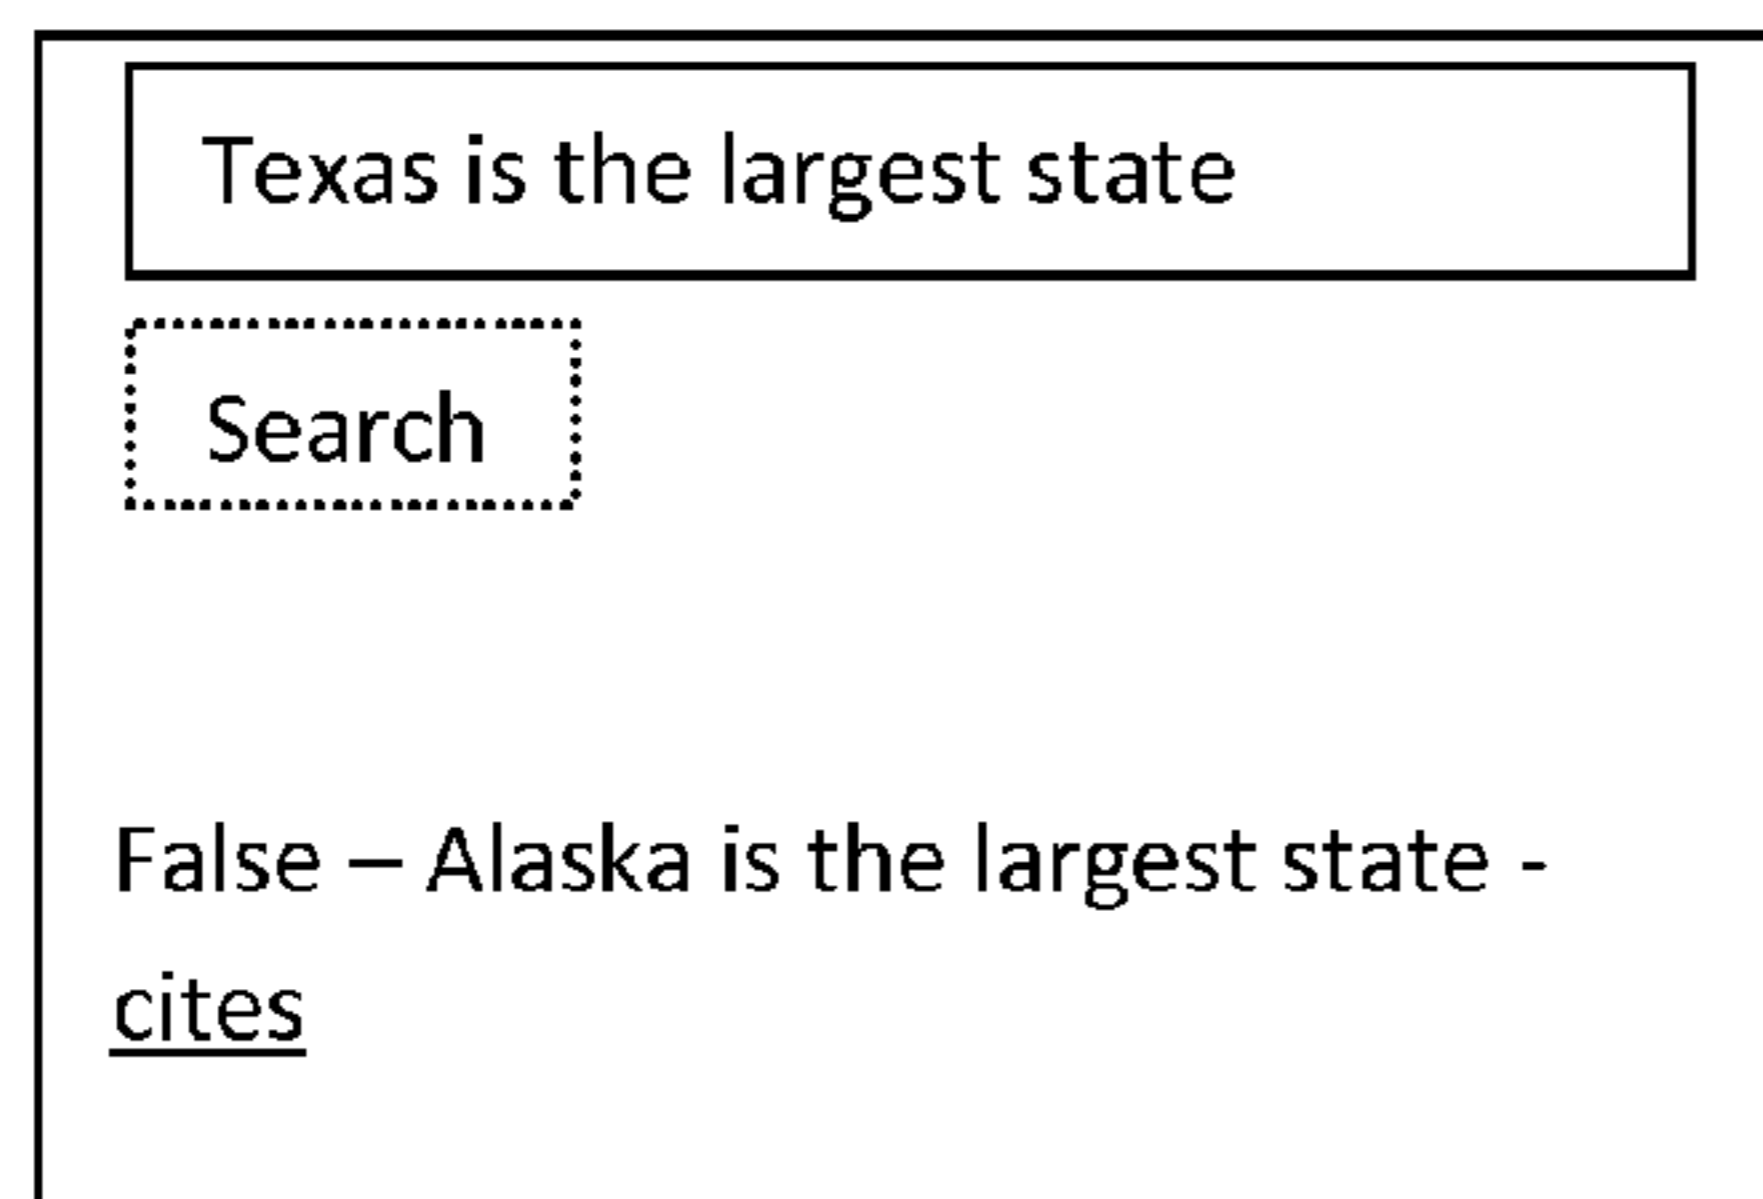 Texas is the largest state
Search
False – Alaska is the largest state -
cites